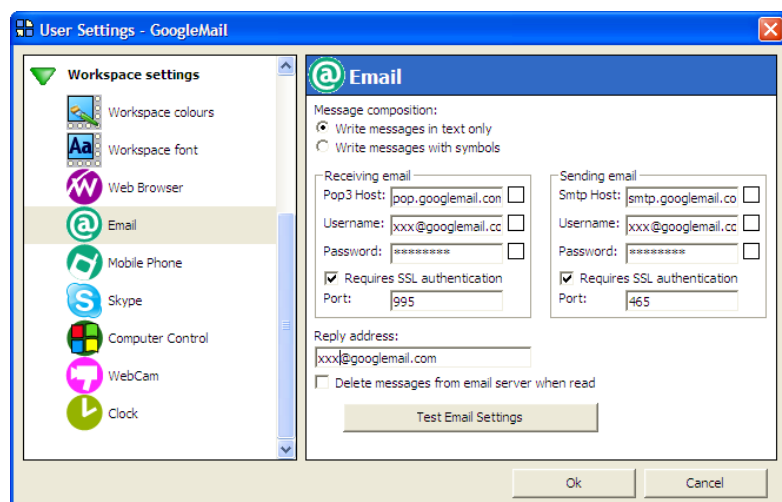 User Settings - GoogleMail
Workspace settings
Workspace colours
Aa
Workspace font
W
Web Browser
@
Email
Mobile Phone
S
Skype
Computer Control
WebCam
Clock
@ Email
Message composition:
Write messages in text only
Write messages with symbols
Receiving email
Pop3 Host: pop.googlemail.con
Username: xxx@googlemail.cc
Password: ********
Requires SSL authentication
Port: 995
Sending email
Smtp Host: smtp.googlemail.co
Username: xxx@googlemail.cc
Password: ********
Requires SSL authentication
Port: 465
Reply address:
xxx@googlemail.com
Delete messages from email server when read
Test Email Settings
Ok Cancel